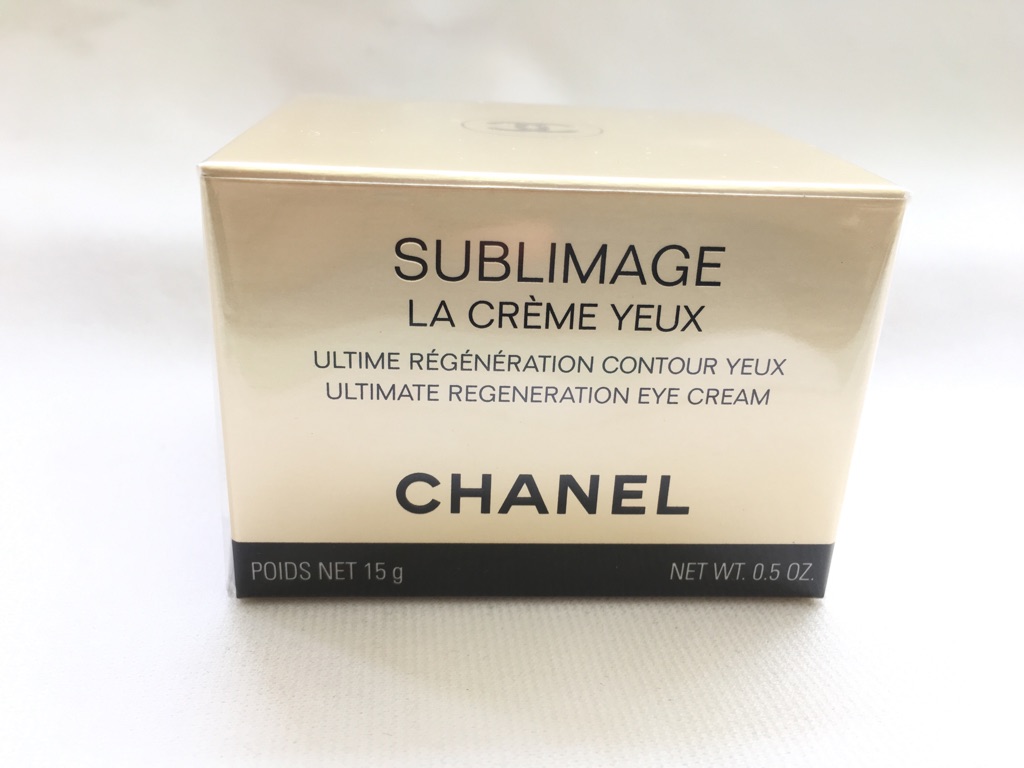 SUBLIMAGE
LA CRÈME YEUX
ULTIME RÉGÉNÉRATION CONTOUR YEUX
ULTIMATE REGENERATION EYE CREAM
CHANEL
POIDS NET 15 g NET WT. 0.5 OZ.